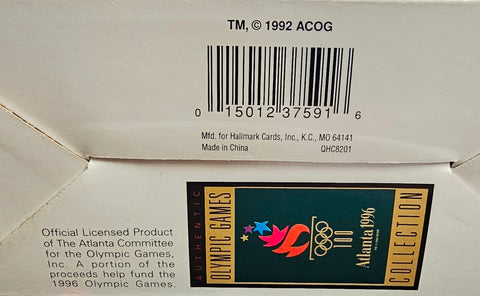 TM, © 1992 ACOG
0 15012 37591 6
Mfd. for Hallmark Cards, Inc., K.C., MO 64141
Made in China QHC8201
Official Licensed Product
of The Atlanta Committee
for the Olympic Games,
Inc. A portion of the
proceeds help fund the
1996 Olympic Games.
AUTHENTIC
OLYMPIC GAMES
100
Atlanta 1996
COLLECTION